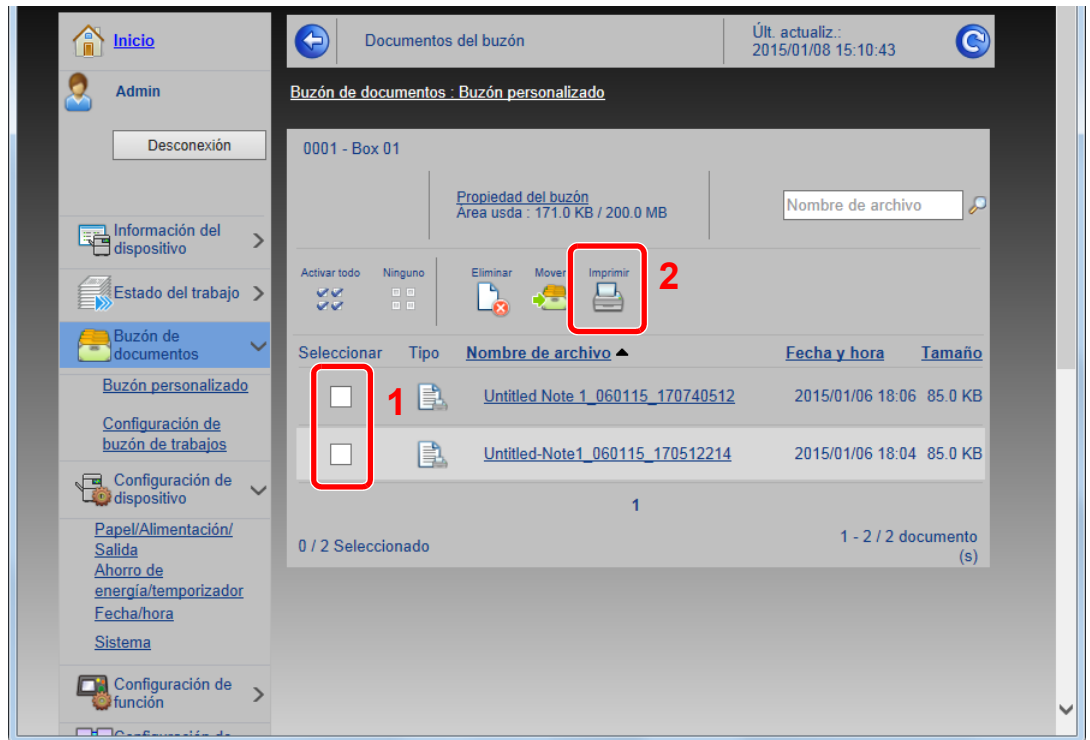 Inicio
Admin
Desconexión
Información del
dispositivo
Estado del trabajo
Buzón de
documentos
Buzón personalizado
Configuración de
buzón de trabajos
Configuración de
dispositivo
Papel/Alimentación/
Salida
Ahorro de
energía/temporizador
Fecha/hora
Sistema
Configuración de
función
Configuración de
Documentos del buzón
Últ. actualiz.:
2015/01/08 15:10:43
Buzón de documentos : Buzón personalizado
0001 - Box 01
Propiedad del buzón
Área usda : 171.0 KB / 200.0 MB
Nombre de archivo
Activar todo Ninguno Eliminar Mover Imprimir
2
Seleccionar Tipo Nombre de archivo Fecha y hora Tamaño
1
Untitled Note 1_060115_170740512 2015/01/06 18:06 85.0 KB
Untitled-Note1_060115_170512214 2015/01/06 18:04 85.0 KB
1
0 / 2 Seleccionado
1 - 2 / 2 documento
(s)